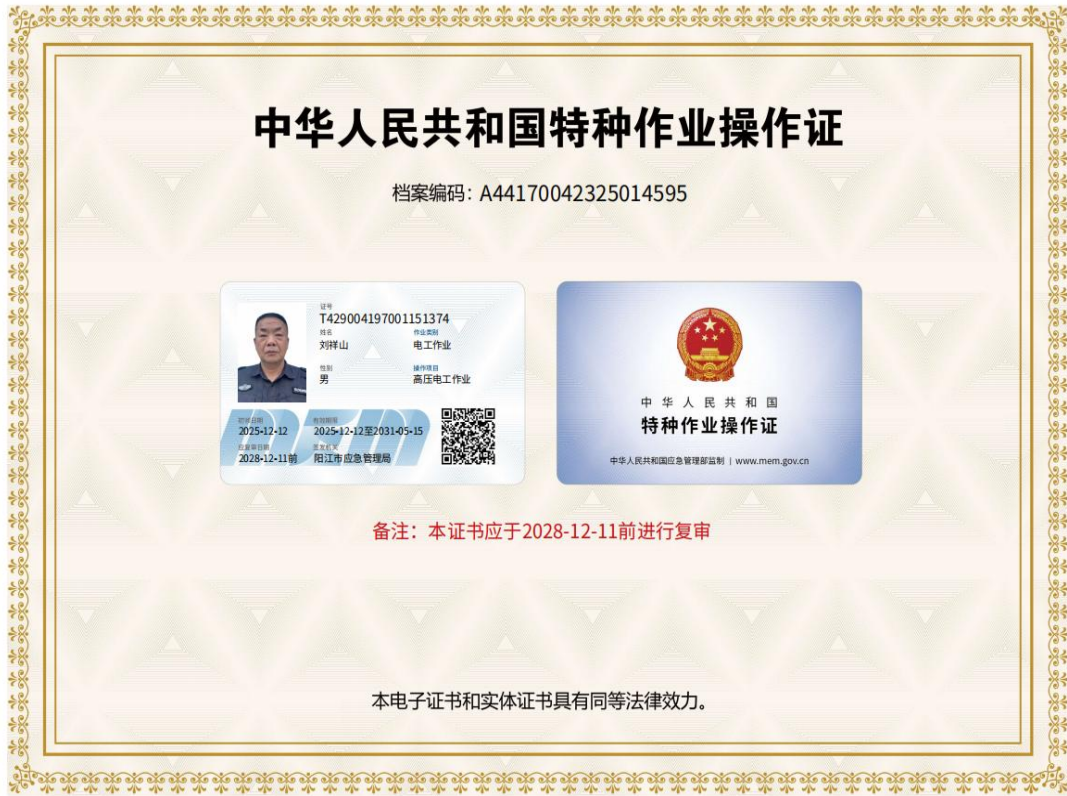 中华人民共和国特种作业操作证
档案编码：A44170042325014595
证号
T429004197001151374
姓名
作业类别
刘祥山
电工作业
性别
操作项目
男
高压电工作业
初领日期
有效期限
2025-12-12
2025-12-12至2031-05-15
应复审日期
签发机关
2028-12-11前
阳江市应急管理局
中华人民共和国
特种作业操作证
中华人民共和国应急管理部监制 | www.mem.gov.cn
备注：本证书应于2028-12-11前进行复审
本电子证书和实体证书具有同等法律效力。